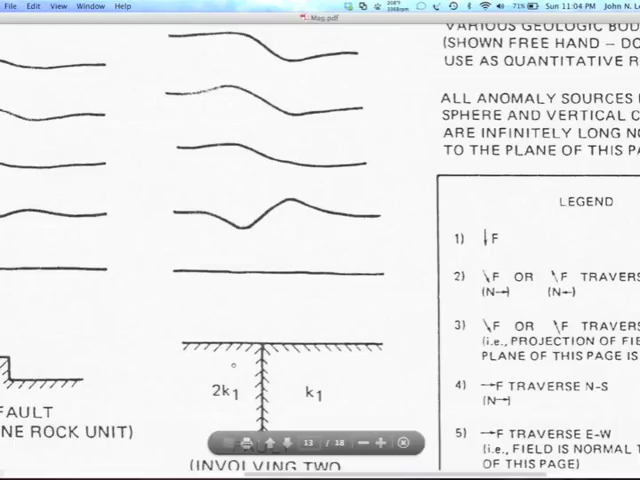 File Edit View Window Help
71% Sun 11:04 PM John N. L
Mag.pdf
VARIOUS GEOLOGIC BOD
(SHOWN FREE HAND – DO
USE AS QUANTITATIVE R
ALL ANOMALY SOURCES
SPHERE AND VERTICAL C
ARE INFINITELY LONG NO
TO THE PLANE OF THIS PA
LEGEND
1) ↓F
2) ↘F OR ↖F TRAVERS
(N→) (N←)
3) ↘F OR ↖F TRAVERS
(i.e., PROJECTION OF FIE
PLANE OF THIS PAGE IS
4) →F TRAVERSE N-S
(N→)
5) →F TRAVERSE E-W
(i.e., FIELD IS NORMAL T
OF THIS PAGE)
2k1 k1
FAULT
NE ROCK UNIT)
13 / 18
(INVOLVING TWO